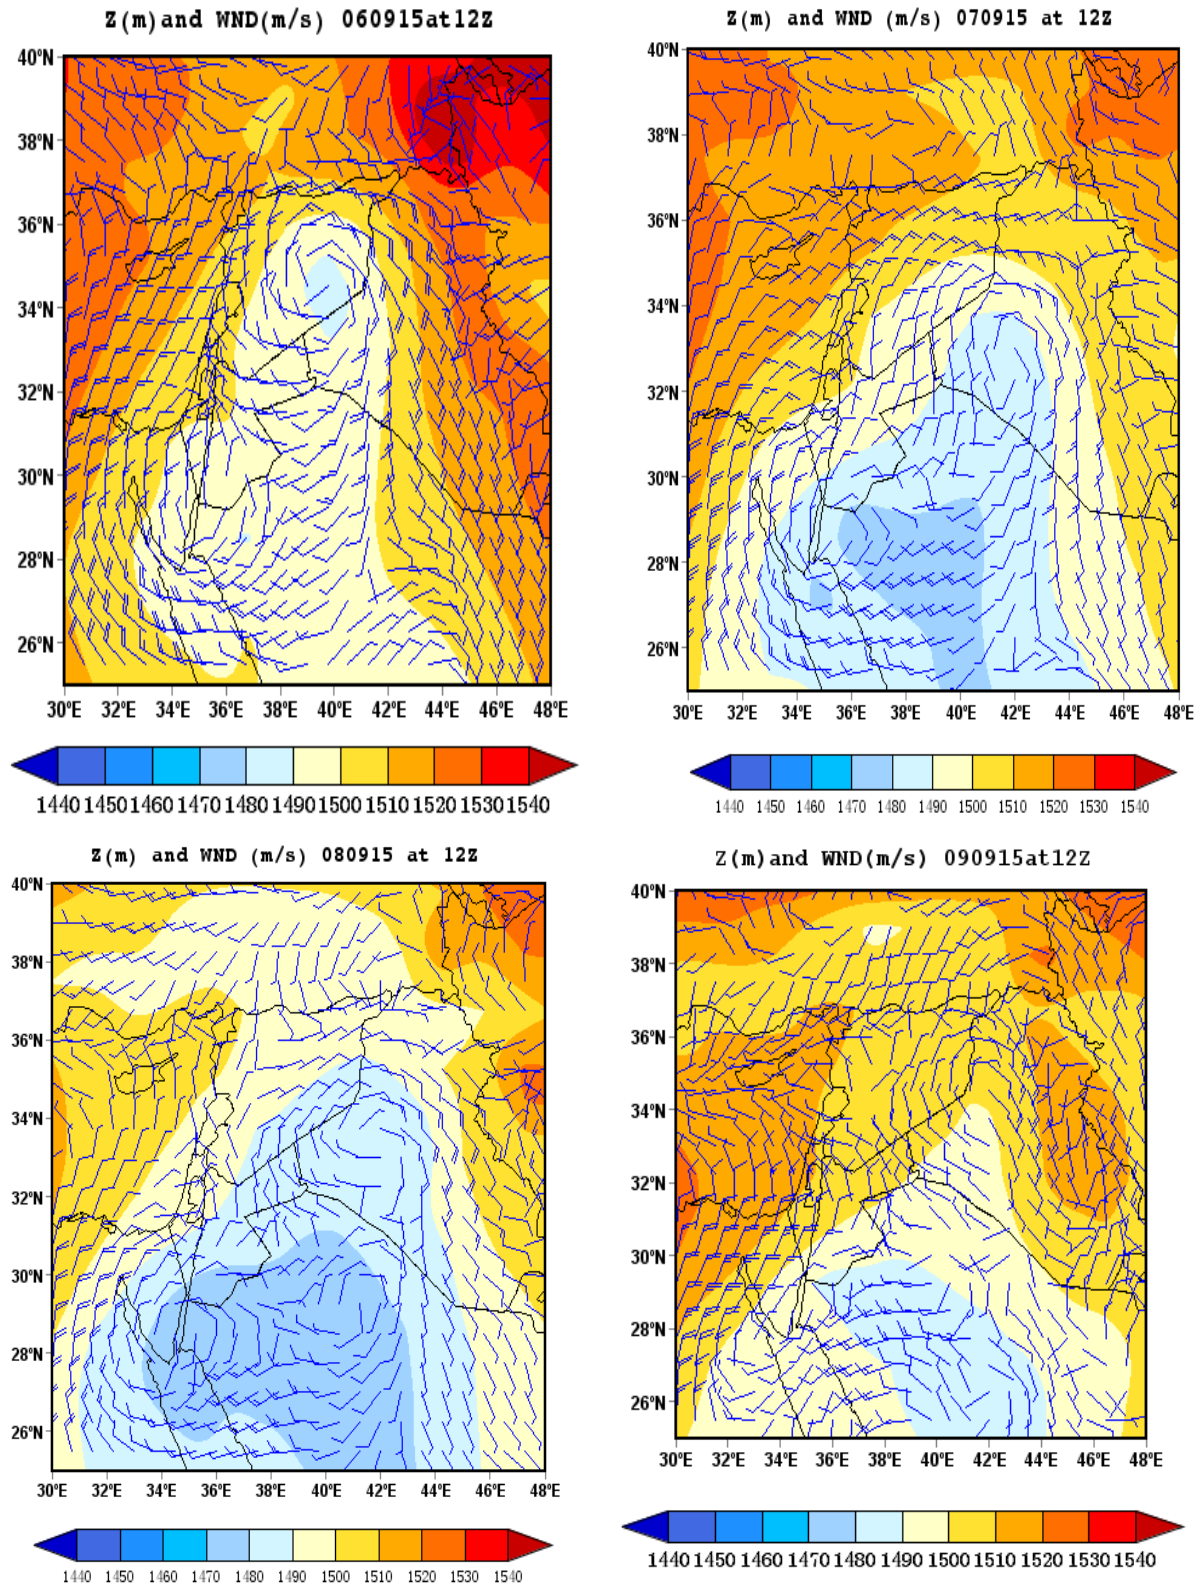 Z(m)and WND(m/s) 060915at12Z
40°N
38°N
36°N
34°N
32°N
30°N
28°N
26°N
30°E 32°E 34°E 36°E 38°E 40°E 42°E 44°E 46°E 48°E
1440 1450 1460 1470 1480 1490 1500 1510 1520 1530 1540
Z(m) and WND (m/s) 070915 at 12Z
40°N
38°N
36°N
34°N
32°N
30°N
28°N
26°N
30°E 32°E 34°E 36°E 38°E 40°E 42°E 44°E 46°E 48°E
1440 1450 1460 1470 1480 1490 1500 1510 1520 1530 1540
Z(m) and WND (m/s) 080915 at 12Z
40°N
38°N
36°N
34°N
32°N
30°N
28°N
26°N
30°E 32°E 34°E 36°E 38°E 40°E 42°E 44°E 46°E 48°E
1440 1450 1460 1470 1480 1490 1500 1510 1520 1530 1540
Z(m)and WND(m/s) 090915at12Z
40°N
38°N
36°N
34°N
32°N
30°N
28°N
26°N
30°E 32°E 34°E 36°E 38°E 40°E 42°E 44°E 46°E 48°E
1440 1450 1460 1470 1480 1490 1500 1510 1520 1530 1540